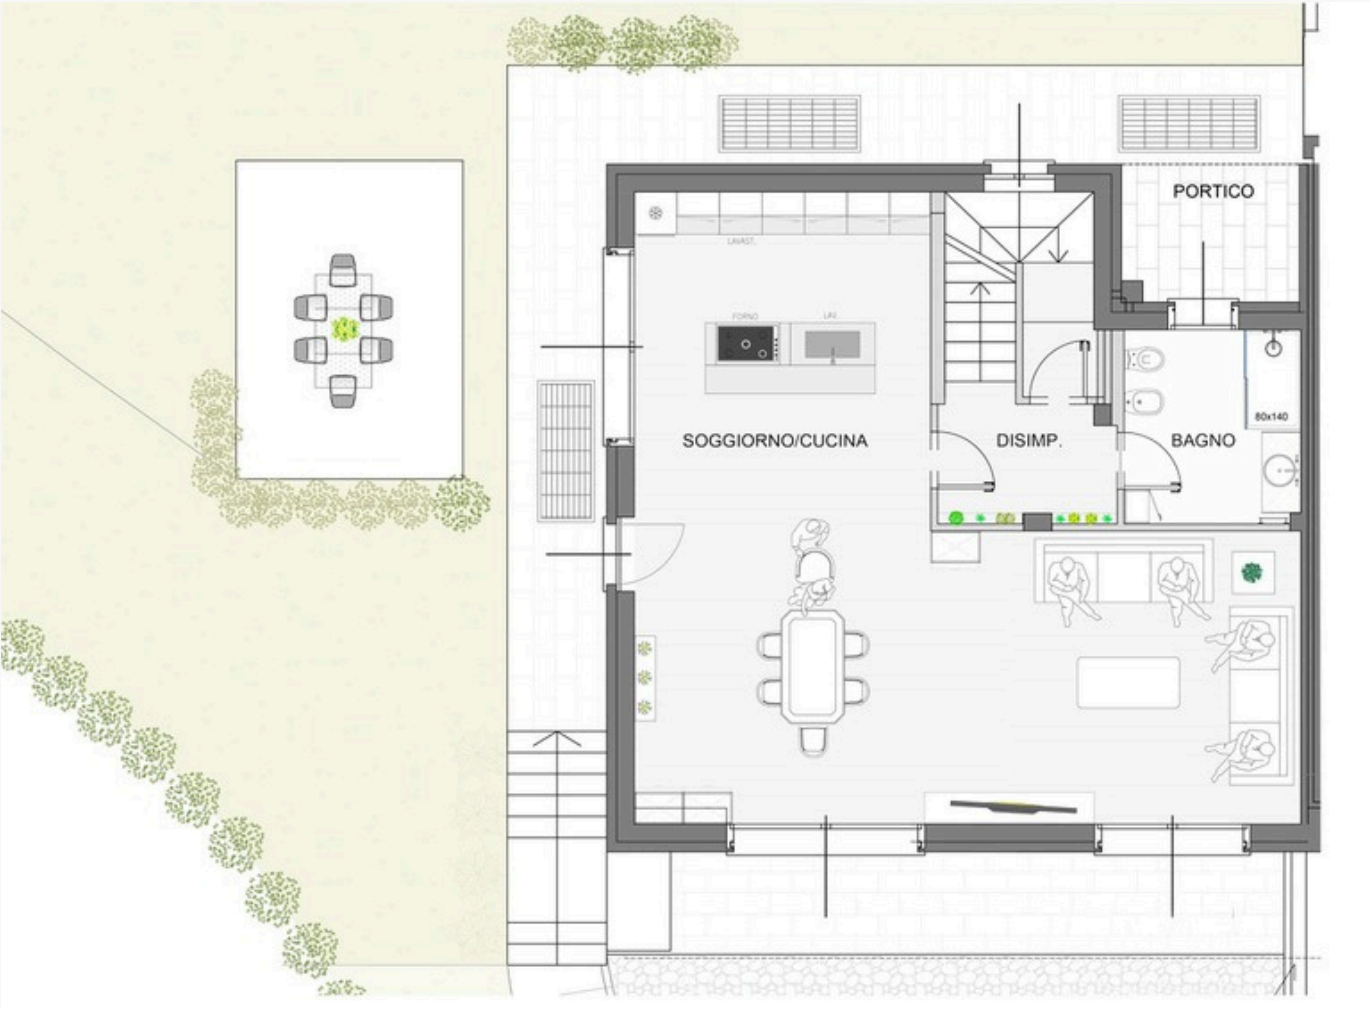 PORTICO
LAVAST.
FORNO
LAV.
80x140
SOGGIORNO/CUCINA
DISIMP.
BAGNO